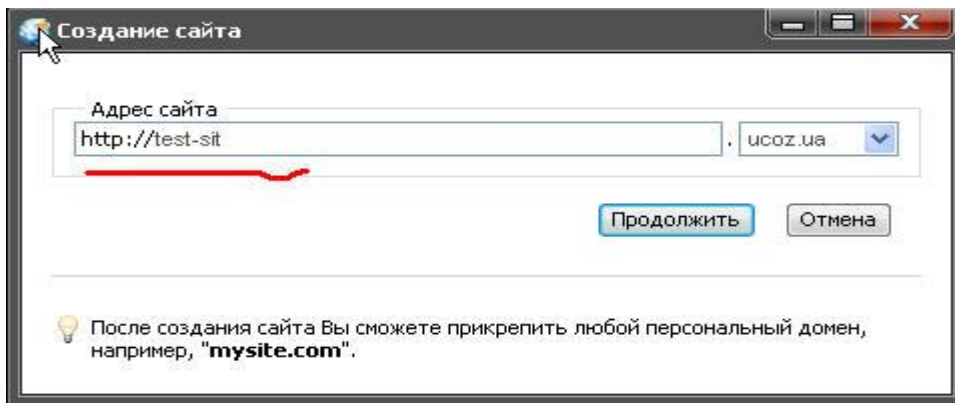 Создание сайта
Адрес сайта
http://test-sit . ucoz.ua
Продолжить Отмена
После создания сайта Вы сможете прикрепить любой персональный домен,
например, "mysite.com".